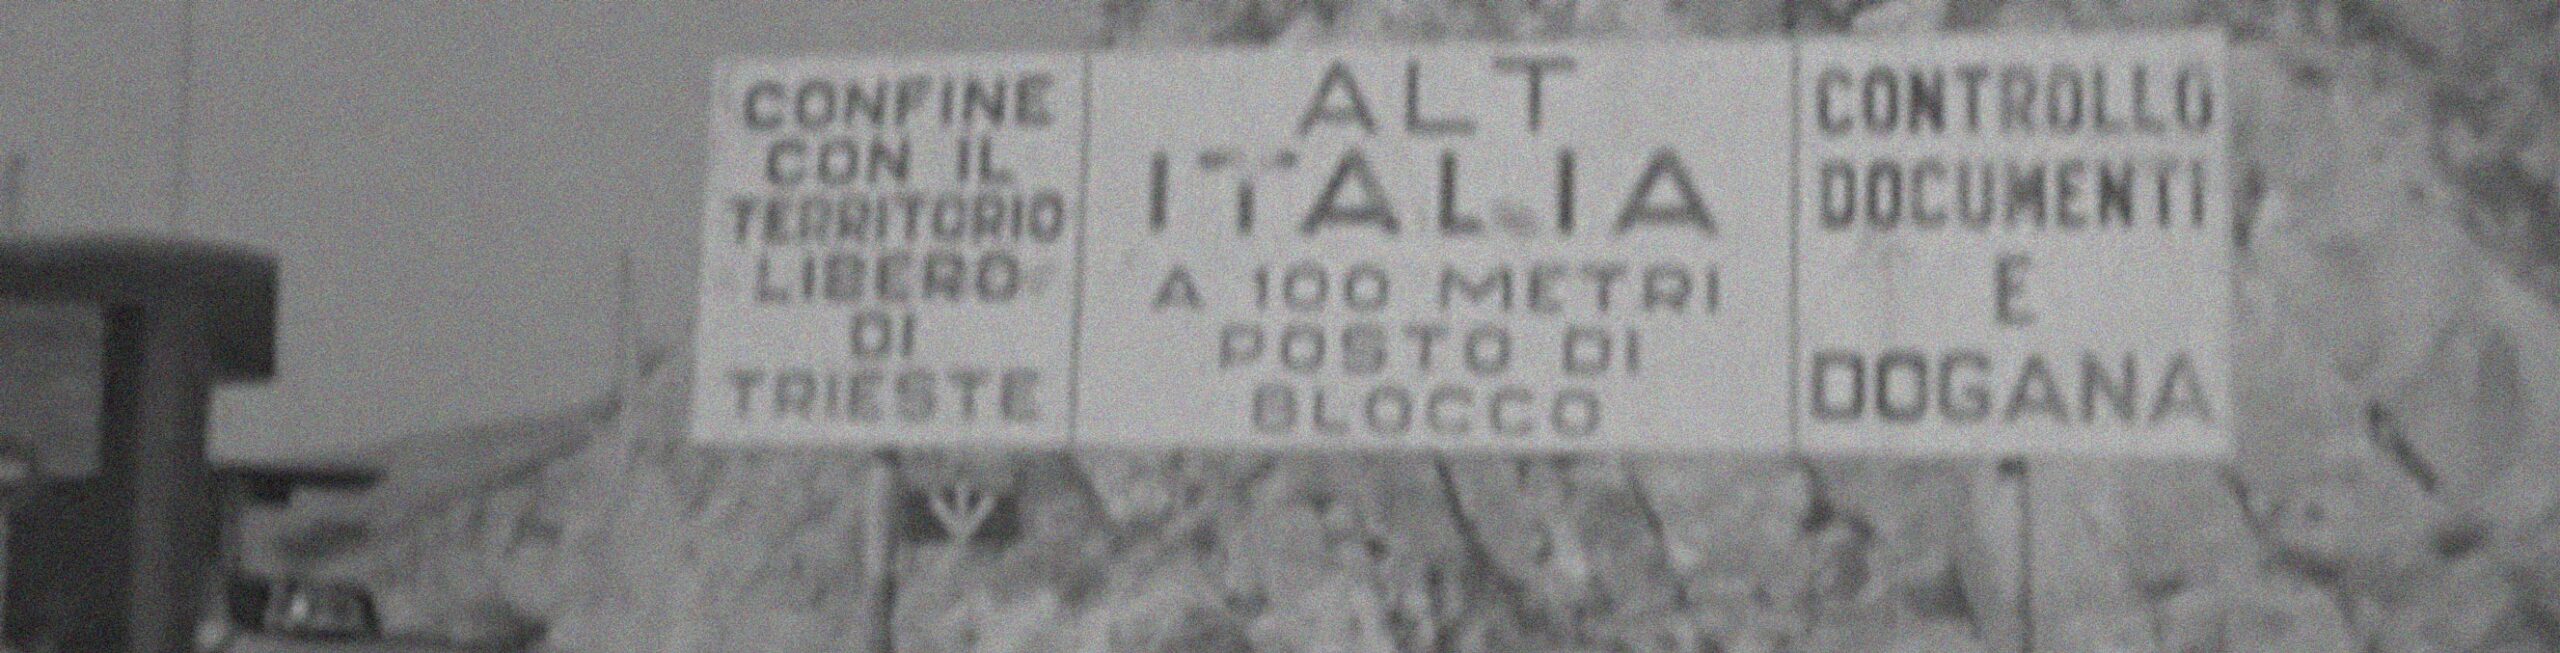 CONFINE
CON IL
TERRITORIO
LIBERO
DI
TRIESTE
ALT
ITALIA
A 100 METRI
POSTO DI
BLOCCO
CONTROLLO
DOCUMENTI
E
DOGANA